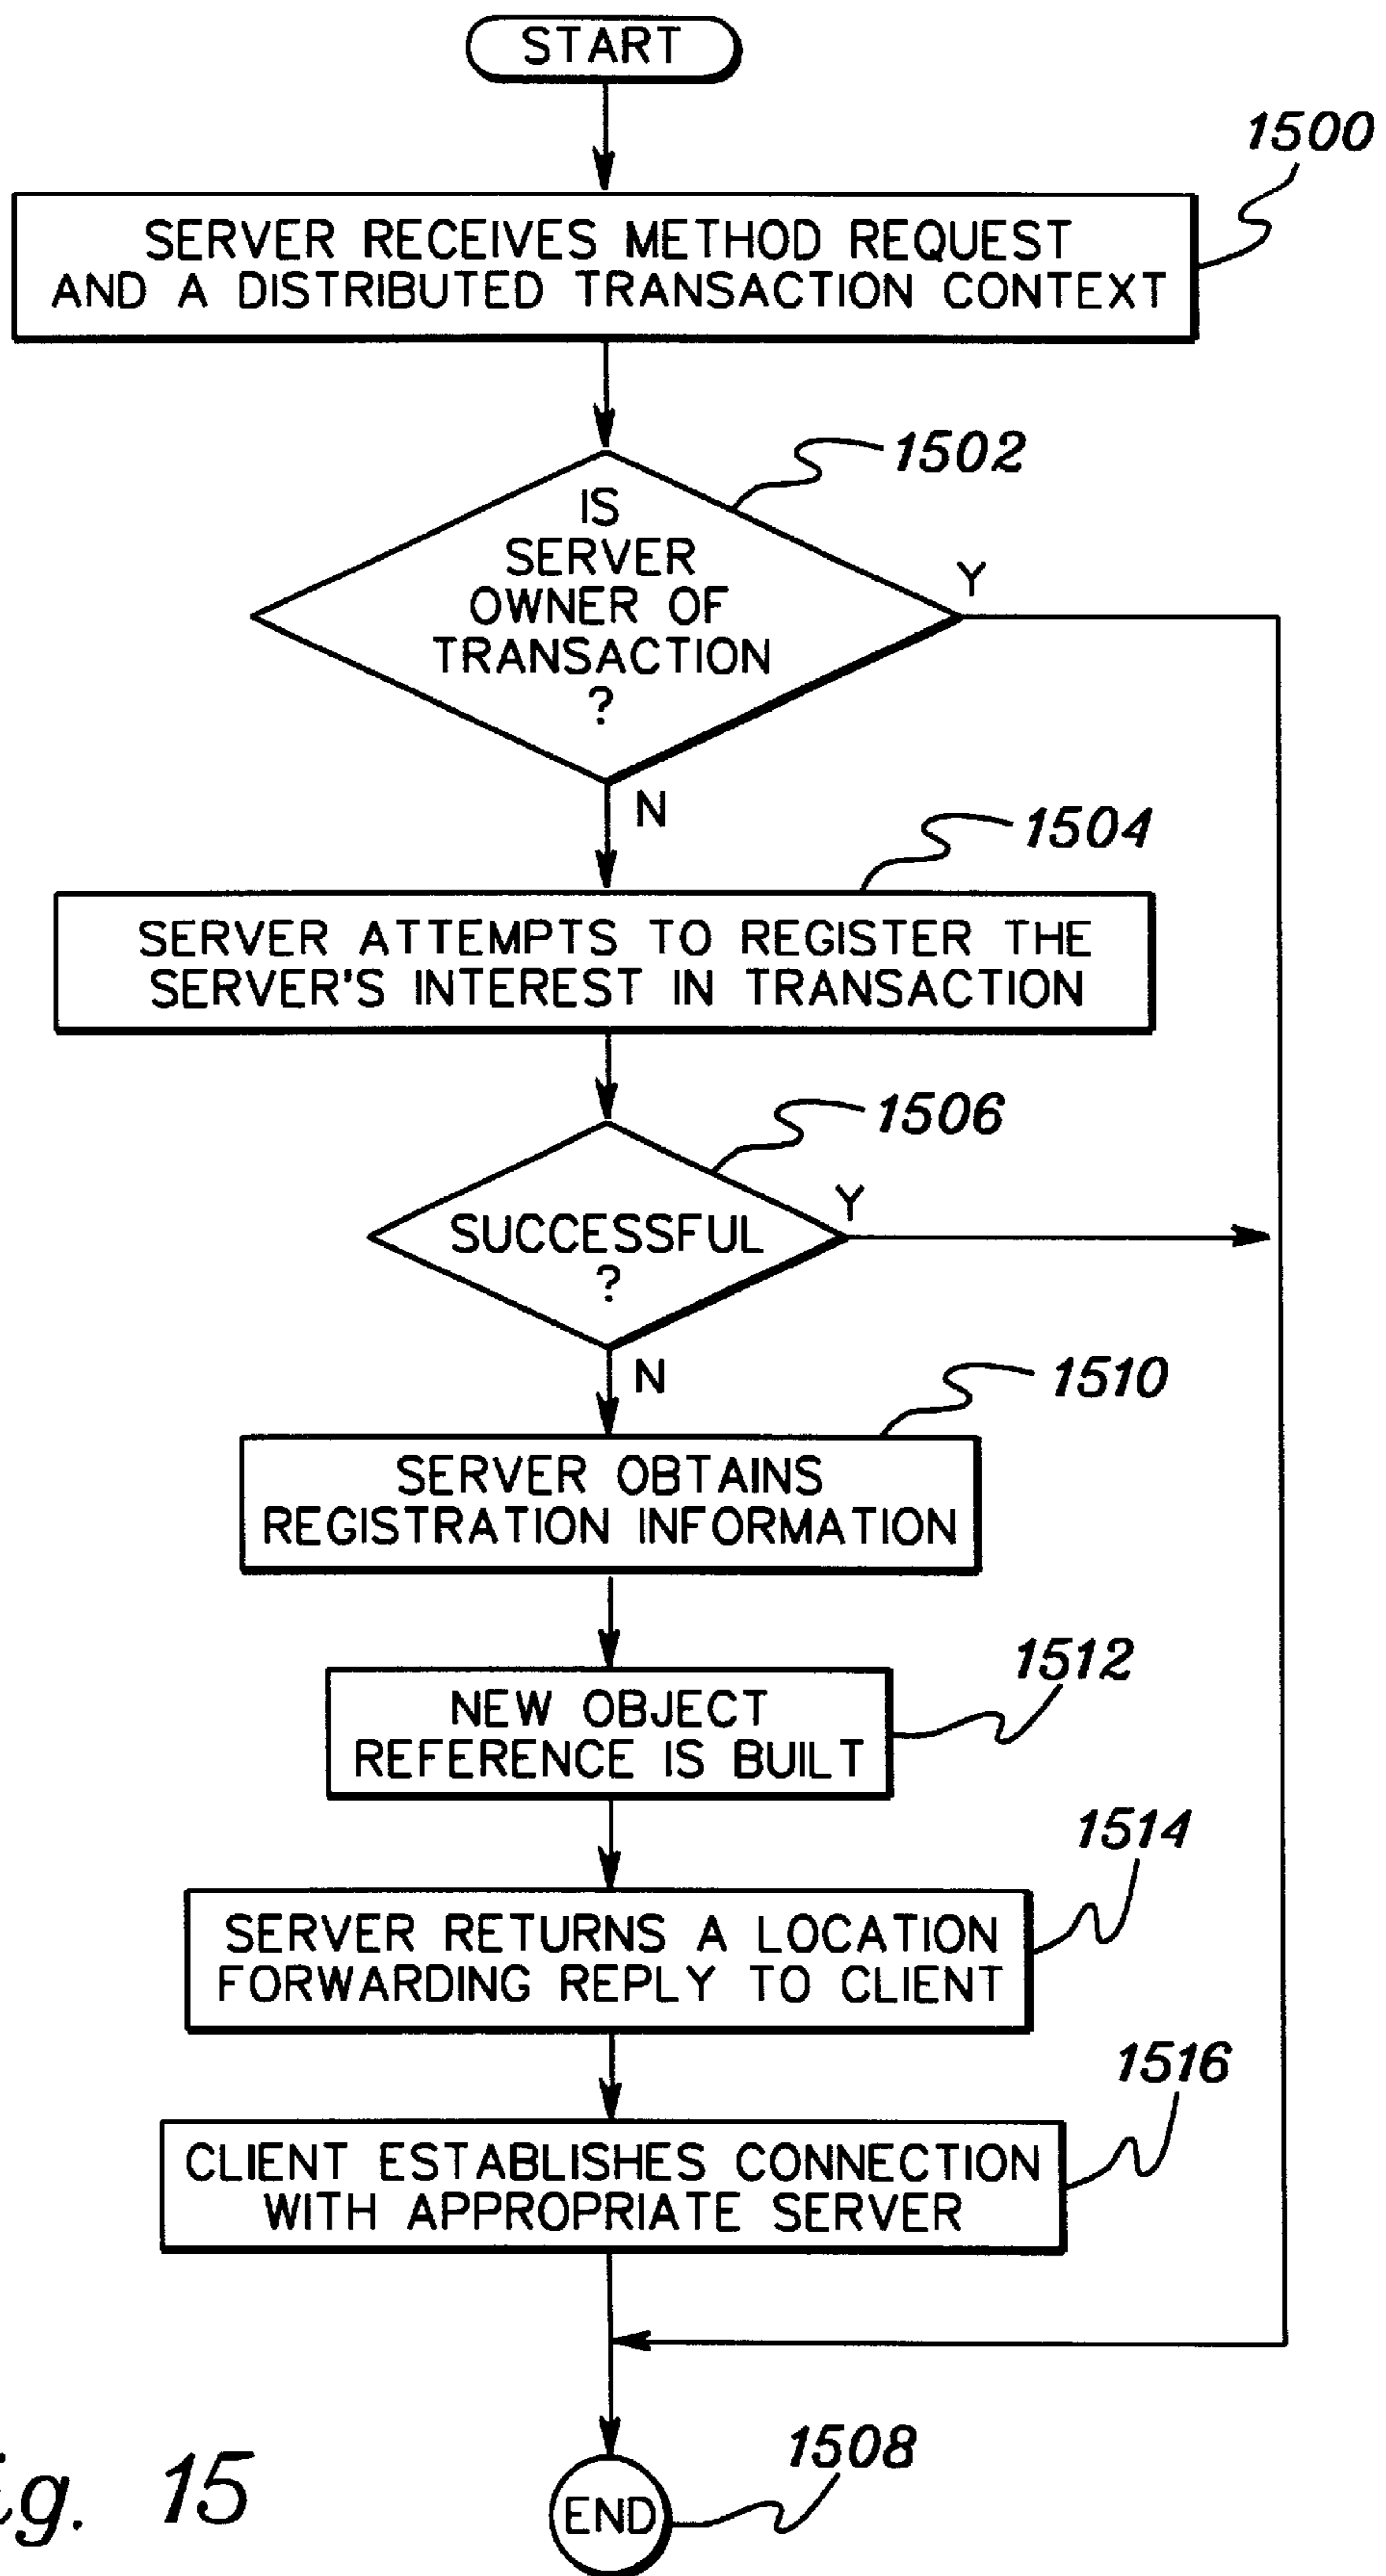 START
1500
SERVER RECEIVES METHOD REQUEST
AND A DISTRIBUTED TRANSACTION CONTEXT
1502
IS
SERVER
OWNER OF
TRANSACTION
?
Y
N
1504
SERVER ATTEMPTS TO REGISTER THE
SERVER'S INTEREST IN TRANSACTION
1506
SUCCESSFUL
?
Y
N
1510
SERVER OBTAINS
REGISTRATION INFORMATION
1512
NEW OBJECT
REFERENCE IS BUILT
1514
SERVER RETURNS A LOCATION
FORWARDING REPLY TO CLIENT
1516
CLIENT ESTABLISHES CONNECTION
WITH APPROPRIATE SERVER
1508
END
ig. 15